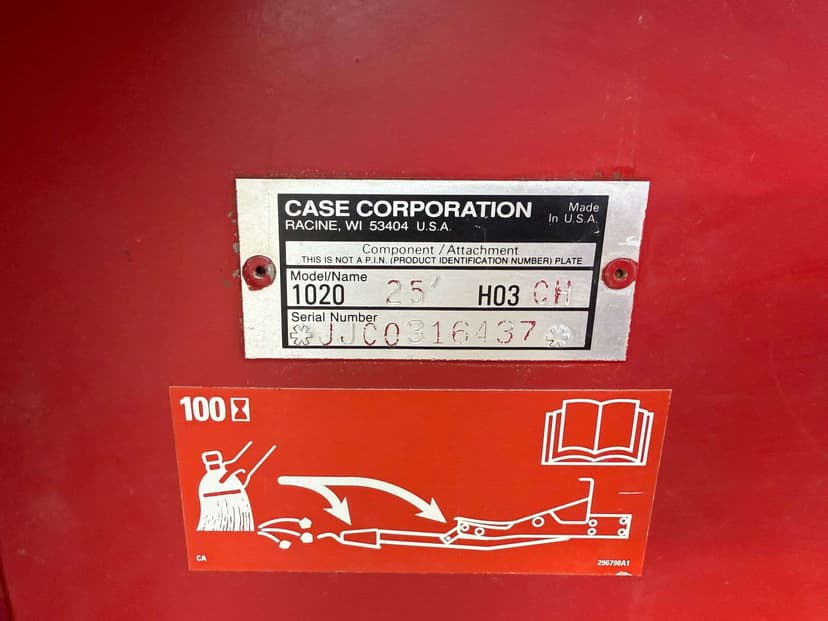 CASE CORPORATION
Made
In U.S.A.
RACINE, WI 53404 U.S.A.
Component / Attachment
THIS IS NOT A P.I.N. (PRODUCT IDENTIFICATION NUMBER) PLATE
Model/Name
1020 25' H03 CH
Serial Number
*JJC0316437*
100
CA
296798A1